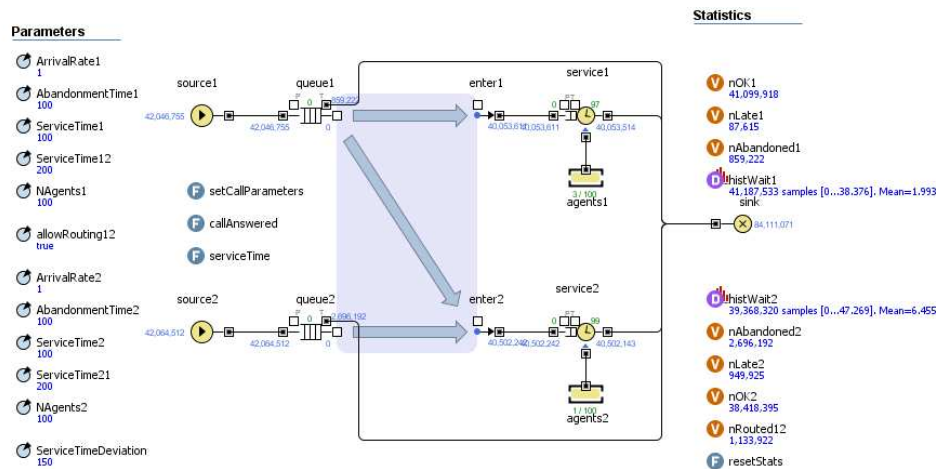 Parameters
Statistics
ArrivalRate1
1
AbandonmentTime1
100
ServiceTime1
100
ServiceTime12
200
NAgents1
100
allowRouting12
true
ArrivalRate2
1
AbandonmentTime2
100
ServiceTime2
100
ServiceTime21
200
NAgents2
100
ServiceTimeDeviation
150
source1
42,046,755
queue1
P T
0
859,222
42,046,755
0
enter1
40,053,611
service1
PT
0
97
40,053,611
40,053,514
3 / 100
agents1
setCallParameters
callAnswered
serviceTime
source2
42,064,512
queue2
P T
0
2,696,192
42,064,512
0
enter2
40,502,242
service2
PT
0
99
40,502,242
40,502,143
1 / 100
agents2
nOK1
41,099,918
nLate1
87,615
nAbandoned1
859,222
histWait1
41,187,533 samples [0...38.376]. Mean=1.993
sink
84,111,071
histWait2
39,368,320 samples [0...47.269]. Mean=6.455
nAbandoned2
2,696,192
nLate2
949,925
nOK2
38,418,395
nRouted12
1,133,922
resetStats